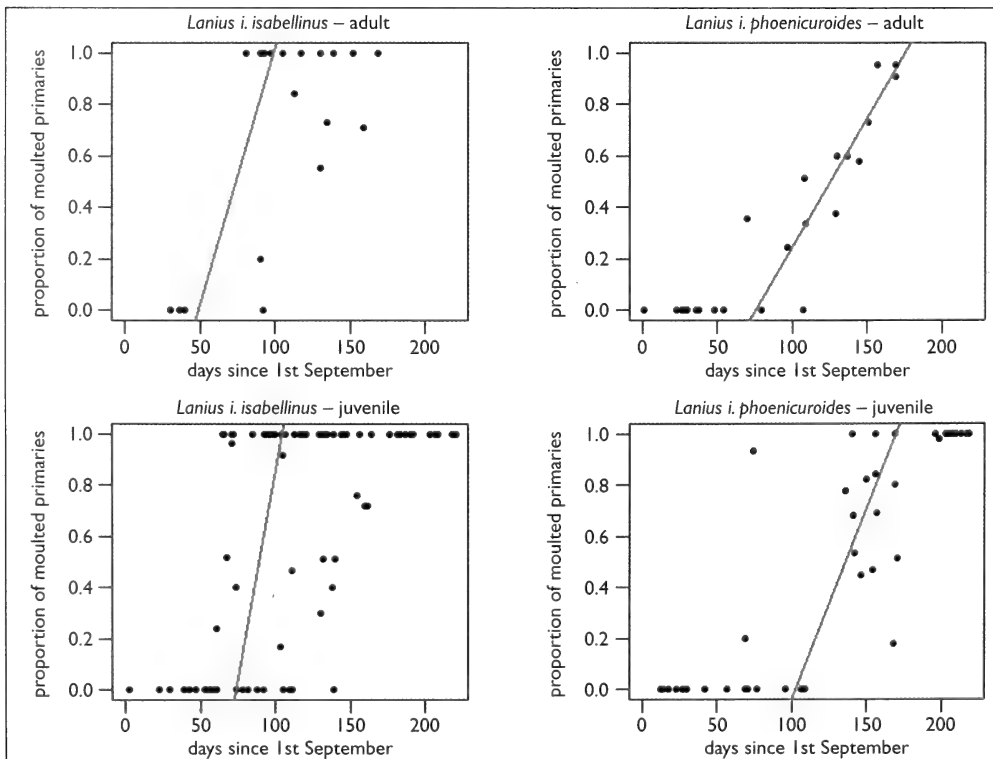 Lanius i. isabellinus – adult
proportion of moulted primaries
1.0
0.8
0.6
0.4
0.2
0.0
0 50 100 150 200
days since 1st September
Lanius i. phoenicuroides – adult
proportion of moulted primaries
1.0
0.8
0.6
0.4
0.2
0.0
0 50 100 150 200
days since 1st September
Lanius i. isabellinus – juvenile
proportion of moulted primaries
1.0
0.8
0.6
0.4
0.2
0.0
0 50 100 150 200
days since 1st September
Lanius i. phoenicuroides – juvenile
proportion of moulted primaries
1.0
0.8
0.6
0.4
0.2
0.0
0 50 100 150 200
days since 1st September